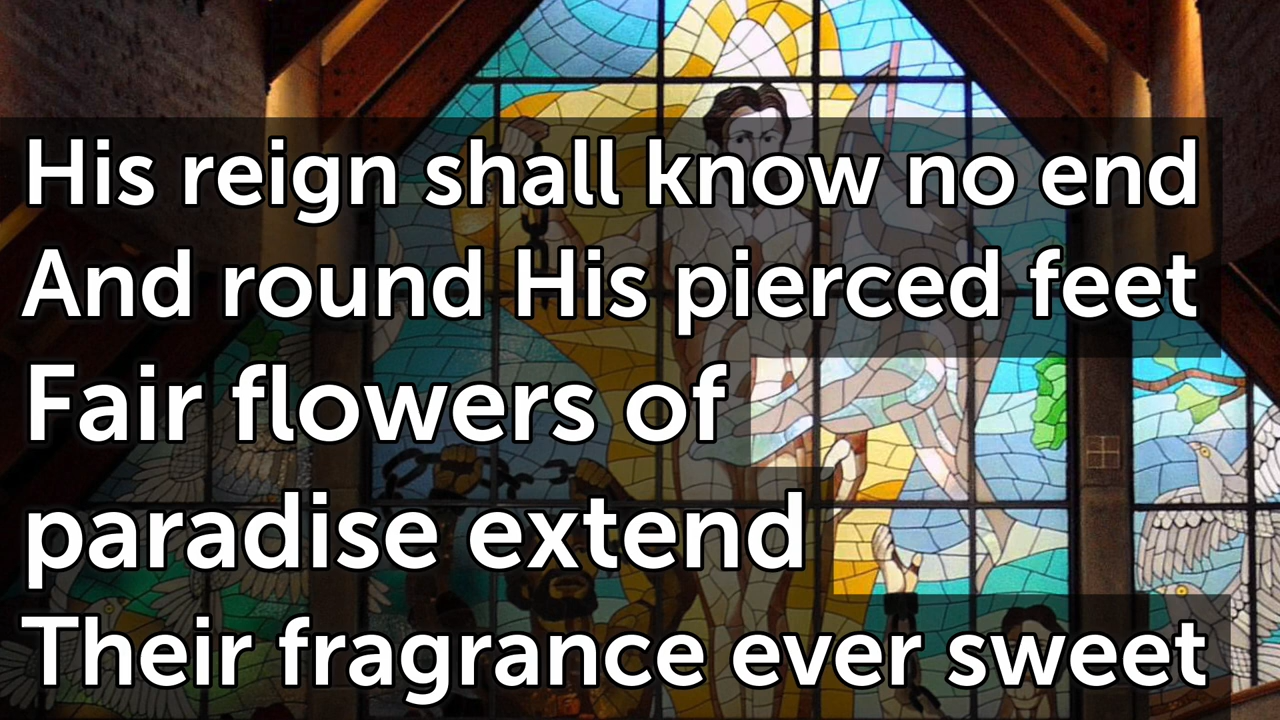 His reign shall know no end
And round His pierced feet
Fair flowers of
paradise extend
Their fragrance ever sweet